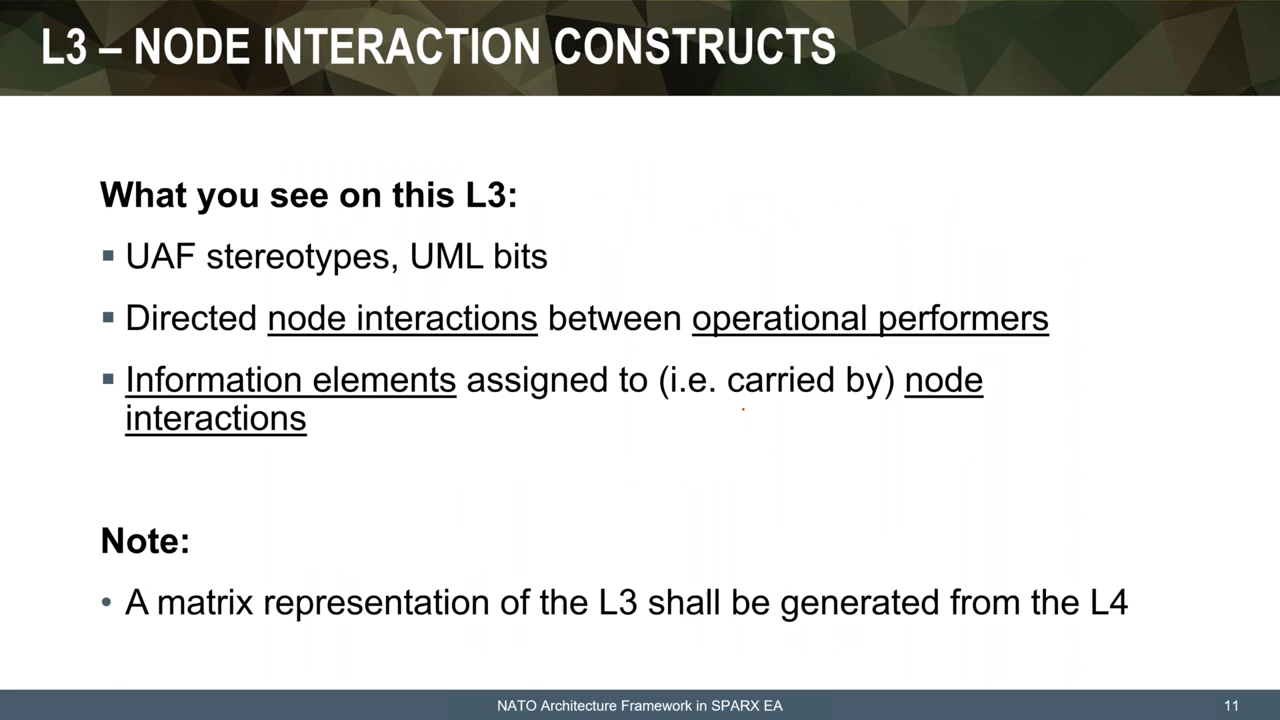 L3 – NODE INTERACTION CONSTRUCTS
What you see on this L3:
▪ UAF stereotypes, UML bits
▪ Directed node interactions between operational performers
▪ Information elements assigned to (i.e. carried by) node
interactions
Note:
• A matrix representation of the L3 shall be generated from the L4
NATO Architecture Framework in SPARX EA
11